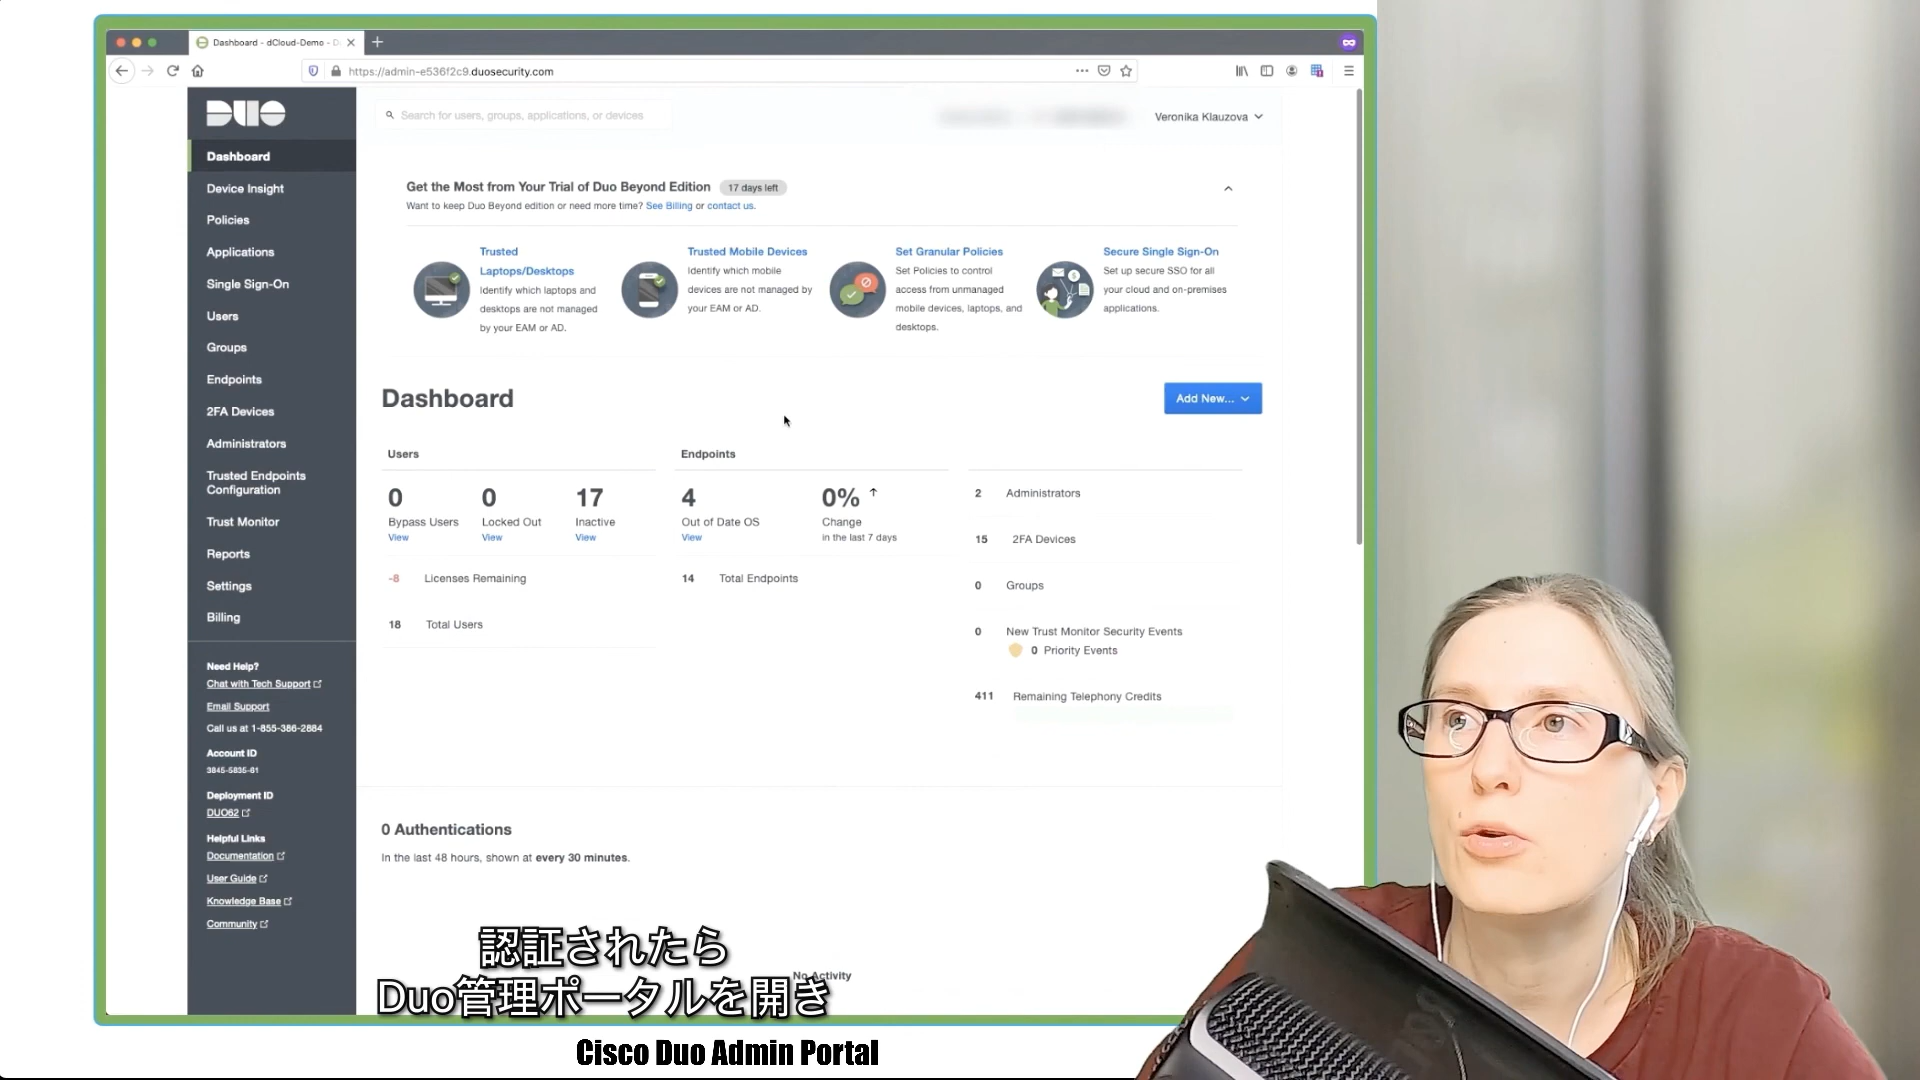 Dashboard - dCloud-Demo - D
https://admin-e536f2c9.duosecurity.com
DUO
Search for users, groups, applications, or devices
Veronika Klauzova
Dashboard
Device Insight
Policies
Applications
Single Sign-On
Users
Groups
Endpoints
2FA Devices
Administrators
Trusted Endpoints
Configuration
Trust Monitor
Reports
Settings
Billing
Need Help?
Chat with Tech Support
Email Support
Call us at 1-855-386-2884
Account ID
3845-5835-61
Deployment ID
DUO62
Helpful Links
Documentation
User Guide
Knowledge Base
Community
Get the Most from Your Trial of Duo Beyond Edition 17 days left
Want to keep Duo Beyond edition or need more time? See Billing or contact us.
Trusted
Laptops/Desktops
Identify which laptops and
desktops are not managed
by your EAM or AD.
Trusted Mobile Devices
Identify which mobile
devices are not managed by
your EAM or AD.
Set Granular Policies
Set Policies to control
access from unmanaged
mobile devices, laptops, and
desktops.
Secure Single Sign-On
Set up secure SSO for all
your cloud and on-premises
applications.
Dashboard
Add New...
Users
0
Bypass Users
View
0
Locked Out
View
17
Inactive
View
-8 Licenses Remaining
18 Total Users
Endpoints
4
Out of Date OS
View
0% ↑
Change
in the last 7 days
14 Total Endpoints
2 Administrators
15 2FA Devices
0 Groups
0 New Trust Monitor Security Events
0 Priority Events
411 Remaining Telephony Credits
0 Authentications
In the last 48 hours, shown at every 30 minutes.
No Activity
認証されたら
Duo管理ポータルを開き
Cisco Duo Admin Portal